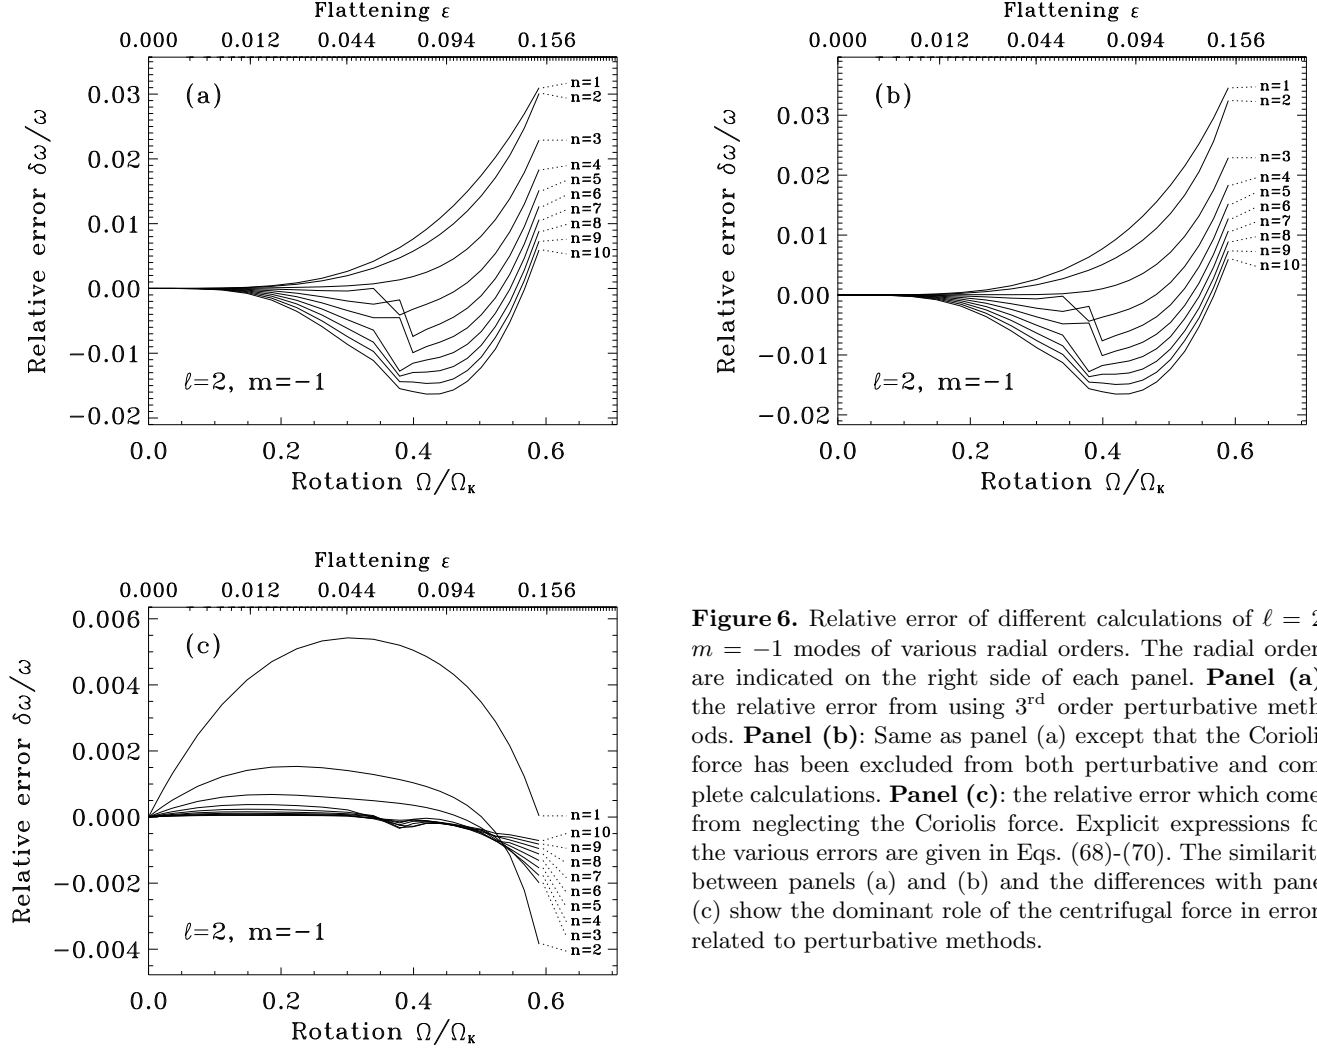 Flattening ε
0.000 0.012 0.044 0.094 0.156
Relative error δω/ω
0.03
0.02
0.01
0.00
−0.01
−0.02
(a)
n=1
n=2
n=3
n=4
n=5
n=6
n=7
n=8
n=9
n=10
ℓ=2, m=−1
0.0 0.2 0.4 0.6
Rotation Ω/Ω_K
Flattening ε
0.000 0.012 0.044 0.094 0.156
Relative error δω/ω
0.03
0.02
0.01
0.00
−0.01
−0.02
(b)
n=1
n=2
n=3
n=4
n=5
n=6
n=7
n=8
n=9
n=10
ℓ=2, m=−1
0.0 0.2 0.4 0.6
Rotation Ω/Ω_K
Flattening ε
0.000 0.012 0.044 0.094 0.156
Relative error δω/ω
0.006
0.004
0.002
0.000
−0.002
−0.004
(c)
n=1
n=10
n=9
n=8
n=7
n=6
n=5
n=4
n=3
n=2
ℓ=2, m=−1
0.0 0.2 0.4 0.6
Rotation Ω/Ω_K
Figure 6. Relative error of different calculations of ℓ = 2
m = −1 modes of various radial orders. The radial order
are indicated on the right side of each panel. Panel (a)
the relative error from using 3rd order perturbative meth
ods. Panel (b): Same as panel (a) except that the Corioli
force has been excluded from both perturbative and com
plete calculations. Panel (c): the relative error which come
from neglecting the Coriolis force. Explicit expressions fo
the various errors are given in Eqs. (68)-(70). The similarit
between panels (a) and (b) and the differences with pane
(c) show the dominant role of the centrifugal force in error
related to perturbative methods.